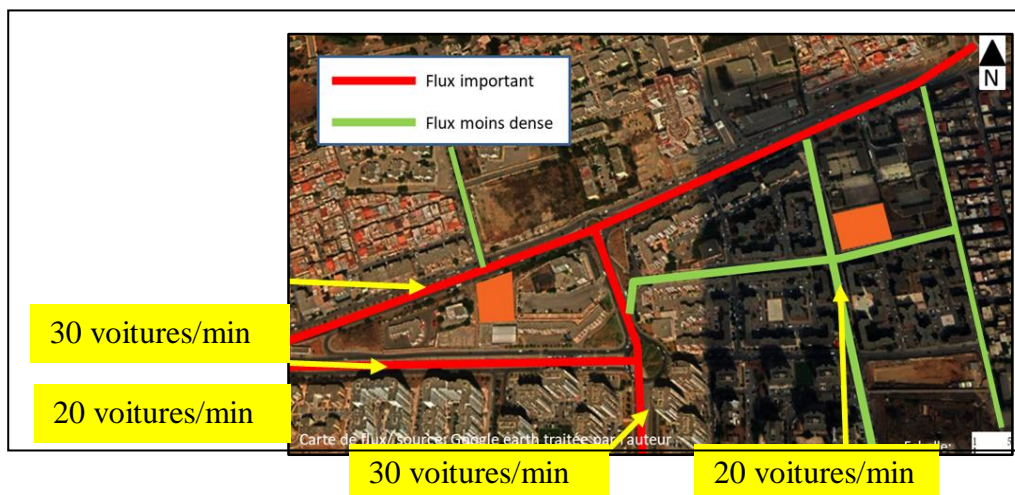 Flux important
Flux moins dense
N
30 voitures/min
20 voitures/min
Carte de flux/ source: Google earth traitée par l'auteur
Echelle:
30 voitures/min
20 voitures/min